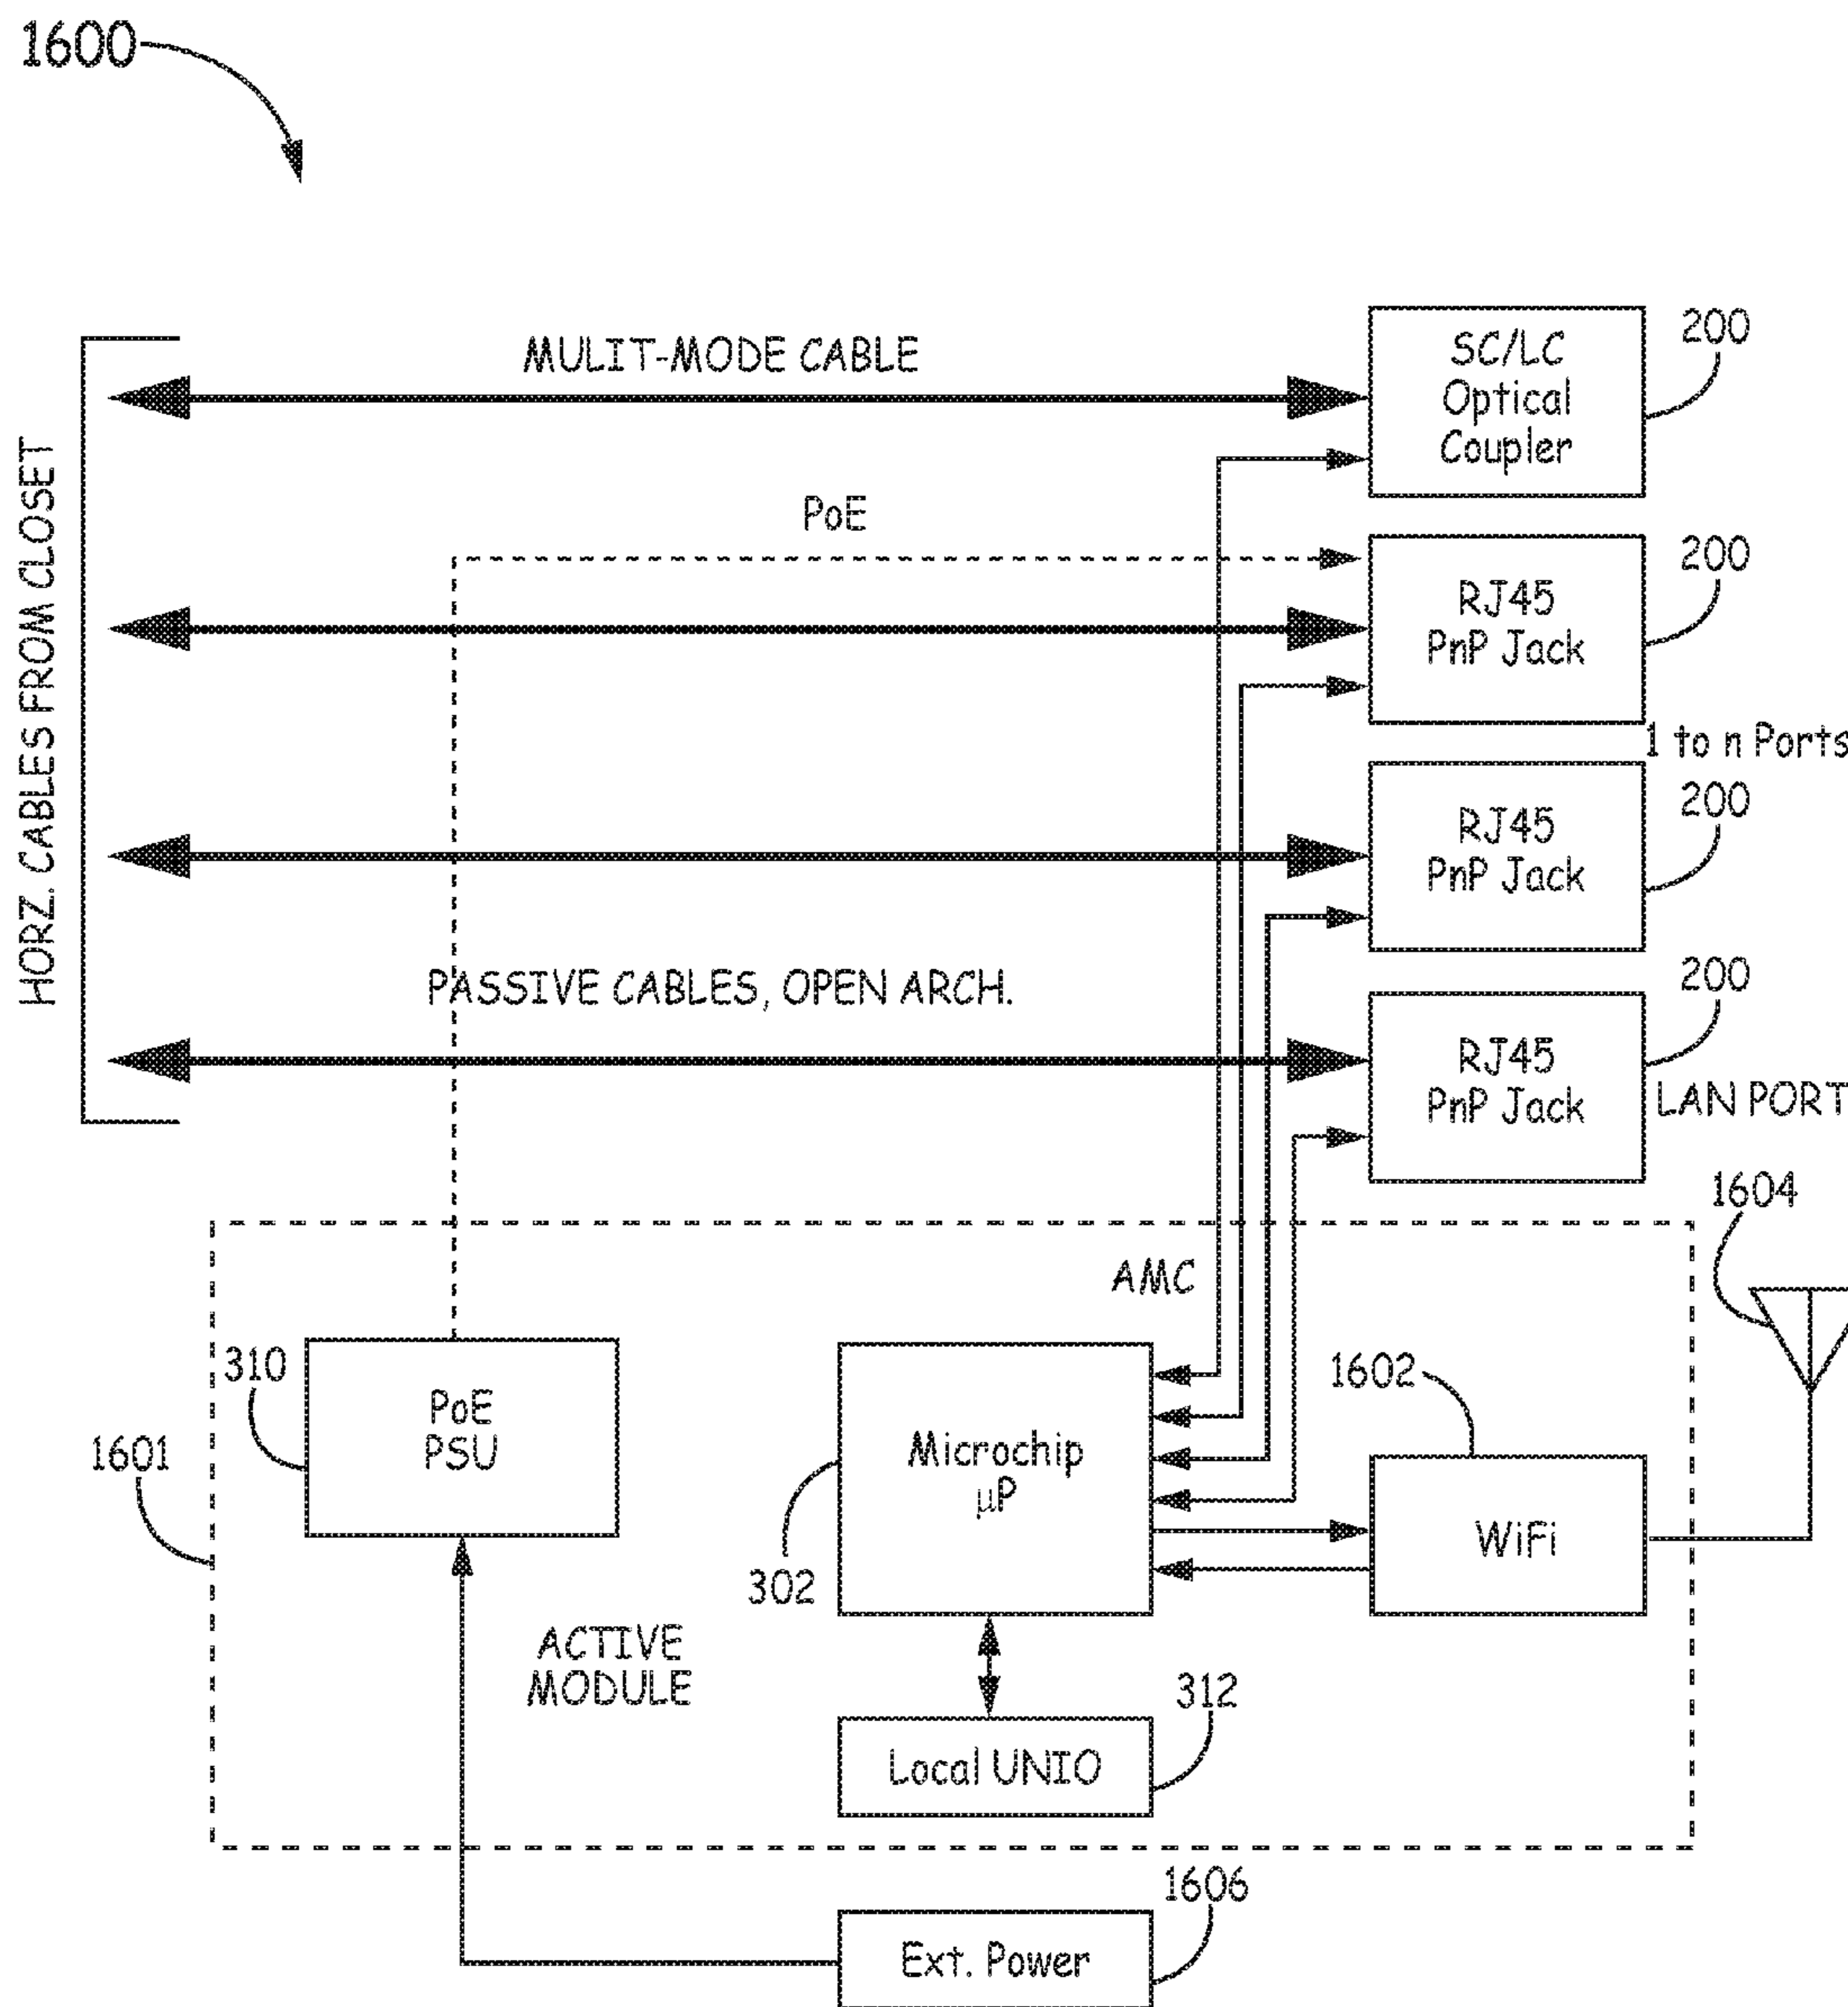 1600
MULIT-MODE CABLE
SC/LC
Optical
Coupler
200
HORZ. CABLES FROM CLOSET
PoE
RJ45
PnP Jack
200
1 to n Ports
RJ45
PnP Jack
200
PASSIVE CABLES, OPEN ARCH.
RJ45
PnP Jack
200
LAN PORT
1604
AMC
310
PoE
PSU
1601
Microchip
µP
302
1602
WiFi
ACTIVE
MODULE
312
Local UNIO
1606
Ext. Power